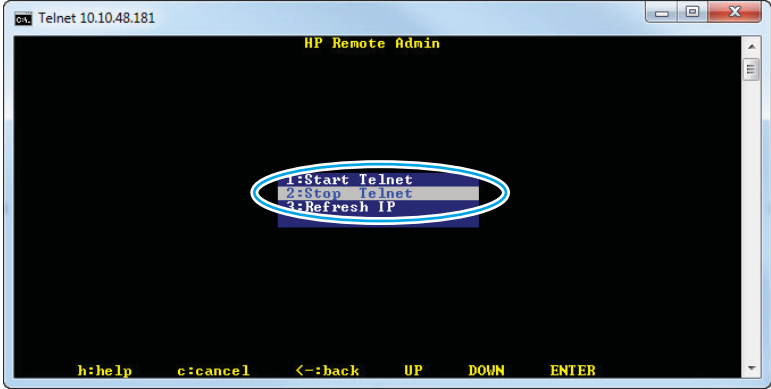 Telnet 10.10.48.181
HP Remote Admin
1:Start Telnet
2:Stop  Telnet
3:Refresh IP
h:help c:cancel <-:back UP DOWN ENTER